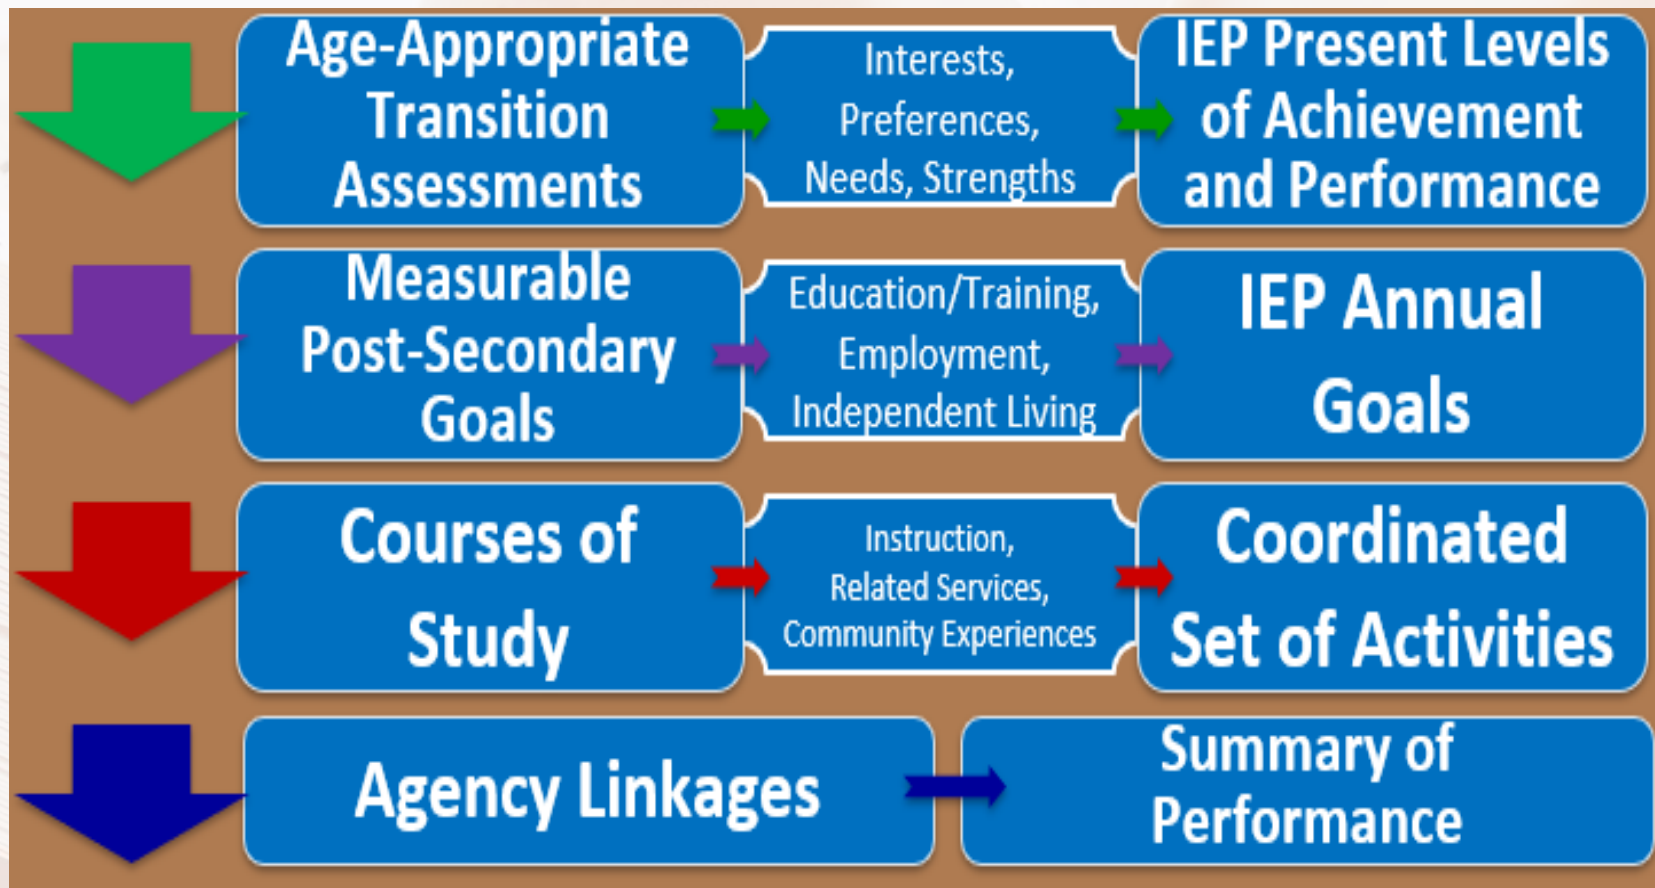 Age-Appropriate
Transition
Assessments
Interests,
Preferences,
Needs, Strengths
IEP Present Levels
of Achievement
and Performance
Measurable
Post-Secondary
Goals
Education/Training,
Employment,
Independent Living
IEP Annual
Goals
Courses of
Study
Instruction,
Related Services,
Community Experiences
Coordinated
Set of Activities
Agency Linkages
Summary of
Performance